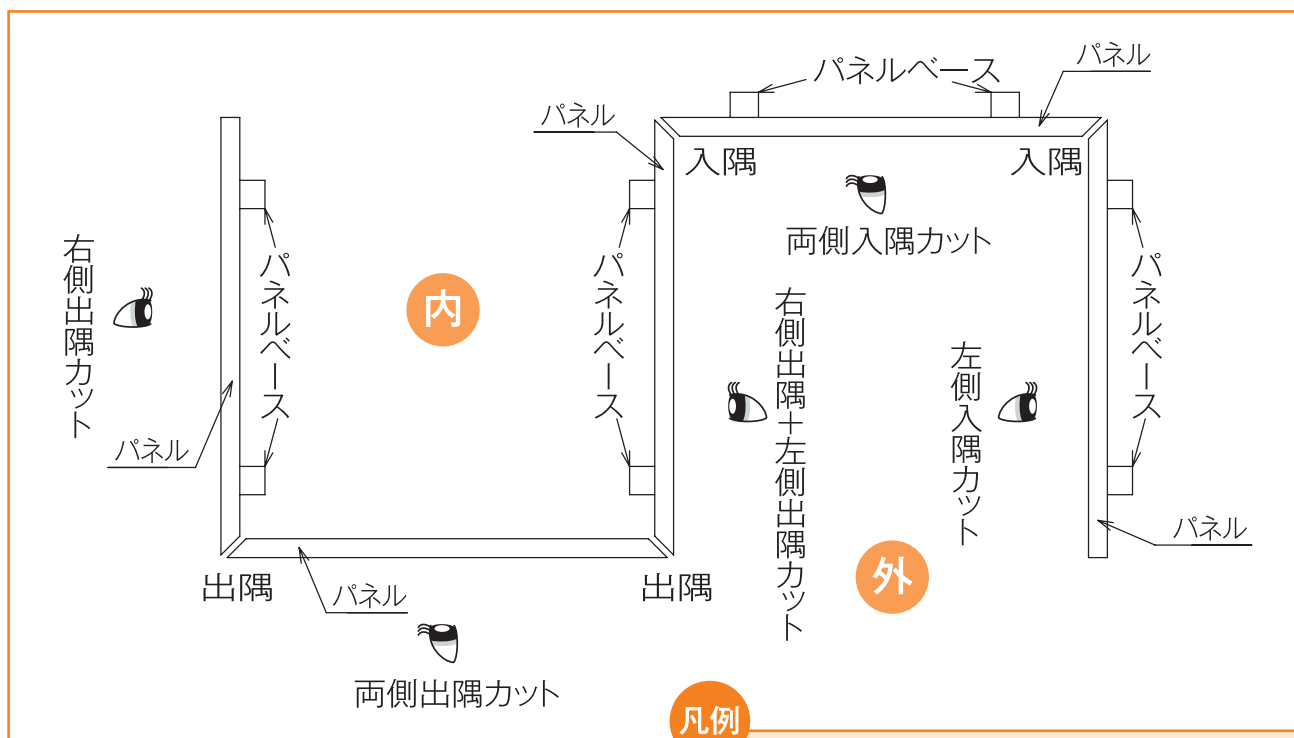 パネルベース
パネル
パネル
入隅
入隅
両側入隅カット
右側出隅カット
パネルベース
内
パネルベース
右側出隅+左側出隅カット
左側入隅カット
パネルベース
パネル
外
パネル
出隅
パネル
出隅
両側出隅カット
凡例